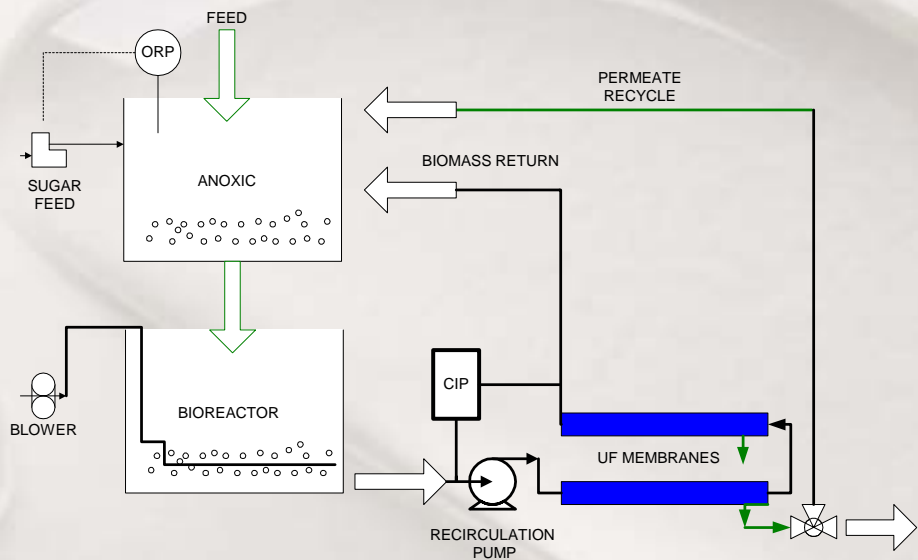 FEED
ORP
PERMEATE
RECYCLE
BIOMASS RETURN
SUGAR
FEED
ANOXIC
CIP
BLOWER
BIOREACTOR
UF MEMBRANES
RECIRCULATION
PUMP